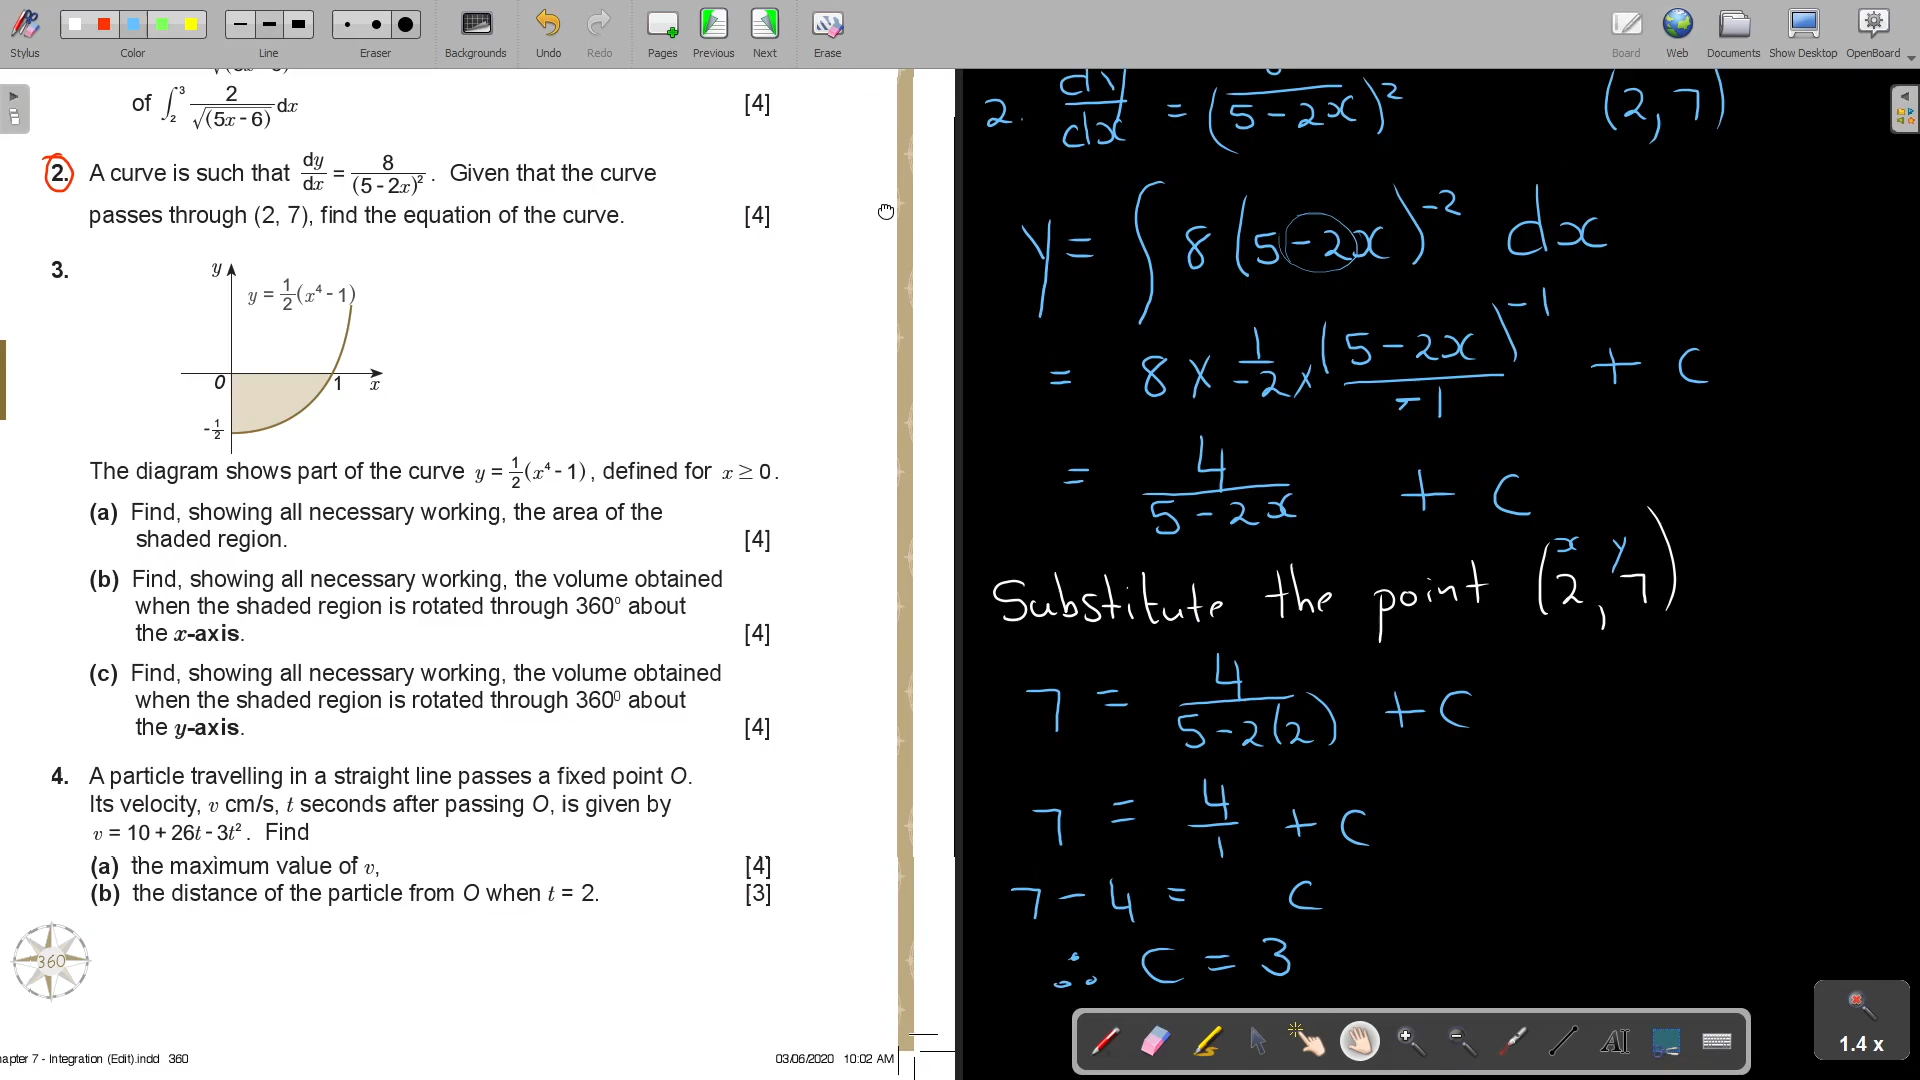 Stylus
Color
Line
Eraser
Backgrounds
Undo
Redo
Pages
Previous
Next
Erase
Board
Web
Documents
Show Desktop
OpenBoard
of ∫₂³ 2/√(5x - 6) dx [4]
2. A curve is such that dy/dx = 8/(5 - 2x)². Given that the curve
passes through (2, 7), find the equation of the curve. [4]
3.
y
y = 1/2(x⁴ - 1)
0 1 x
-1/2
The diagram shows part of the curve y = 1/2(x⁴ - 1), defined for x ≥ 0.
(a) Find, showing all necessary working, the area of the
shaded region. [4]
(b) Find, showing all necessary working, the volume obtained
when the shaded region is rotated through 360⁰ about
the x-axis. [4]
(c) Find, showing all necessary working, the volume obtained
when the shaded region is rotated through 360⁰ about
the y-axis. [4]
4. A particle travelling in a straight line passes a fixed point O.
Its velocity, v cm/s, t seconds after passing O, is given by
v = 10 + 26t - 3t². Find
(a) the maximum value of v, [4]
(b) the distance of the particle from O when t = 2. [3]
360
hapter 7 - Integration (Edit).indd 360
03/06/2020 10:02 AM
2. dy/dx = (/5 - 2x)² (2, 7)
y = ∫ 8 (5 - 2x)⁻² dx
= 8 × 1/-2 × (5 - 2x)⁻¹/-1 + C
= 4/5 - 2x + C
x y
Substitute the point (2, 7)
7 = 4/5 - 2(2) + C
7 = 4/1 + C
7 - 4 = C
∴ C = 3
1.4 x